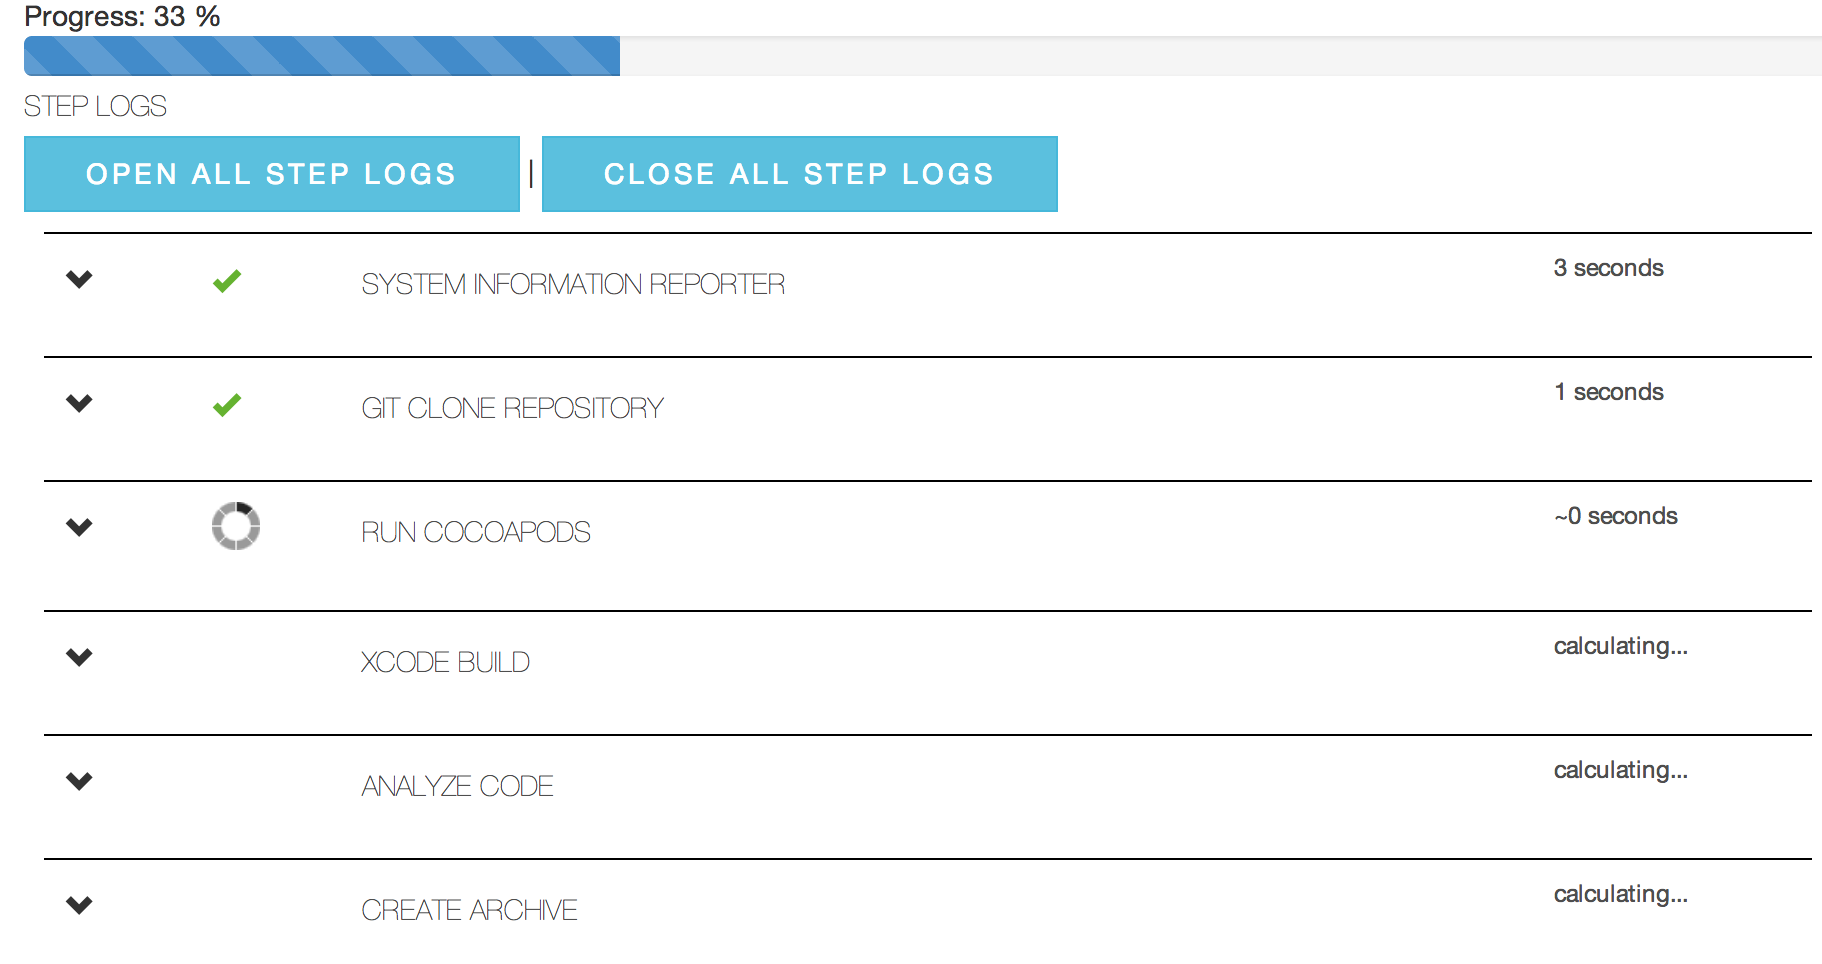 Progress: 33 %
STEP LOGS
OPEN ALL STEP LOGS | CLOSE ALL STEP LOGS
SYSTEM INFORMATION REPORTER 3 seconds
GIT CLONE REPOSITORY 1 seconds
RUN COCOAPODS ~0 seconds
XCODE BUILD calculating...
ANALYZE CODE calculating...
CREATE ARCHIVE calculating...